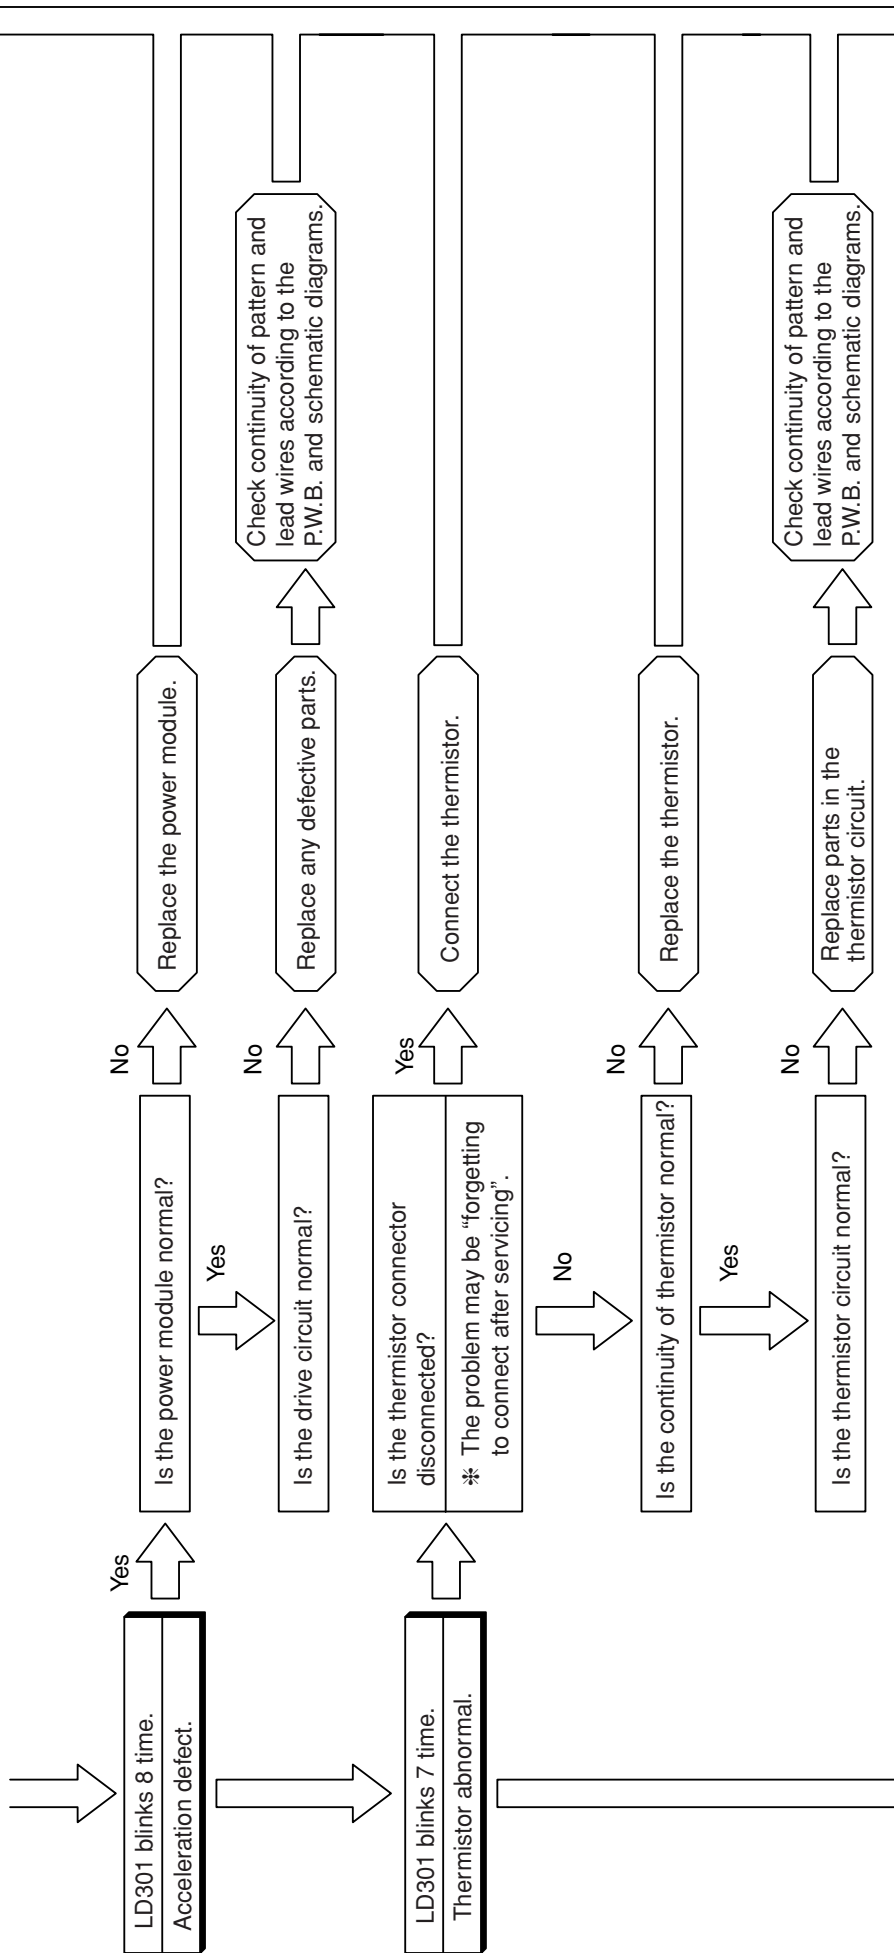 LD301 blinks 8 time.
Acceleration defect.
Yes
Is the power module normal?
No
Replace the power module.
Yes
Is the drive circuit normal?
No
Replace any defective parts.
Check continuity of pattern and
lead wires according to the
P.W.B. and schematic diagrams.
LD301 blinks 7 time.
Thermistor abnormal.
Is the thermistor connector
disconnected?
❇ The problem may be “forgetting
to connect after servicing”.
Yes
Connect the thermistor.
No
Is the continuity of thermistor normal?
No
Replace the thermistor.
Yes
Is the thermistor circuit normal?
No
Replace parts in the
thermistor circuit.
Check continuity of pattern and
lead wires according to the
P.W.B. and schematic diagrams.